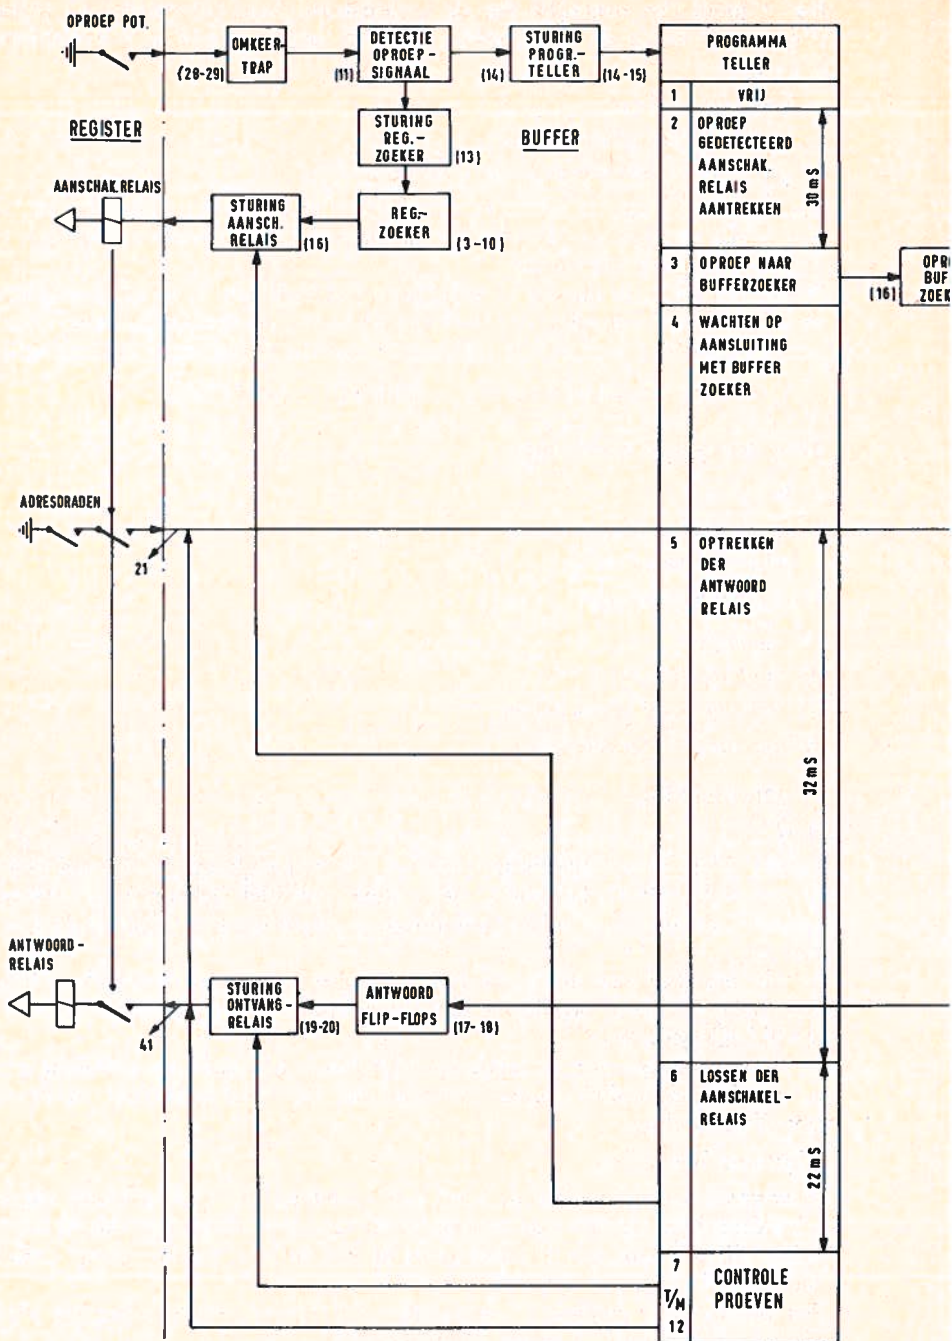 OPROEP POT.
OMKEER-
TRAP
(28-29)
DETECTIE
OPROEP-
SIGNAAL
(11)
STURING
PROGR.-
TELLER
(14)
(14-15)
PROGRAMMA
TELLER
1 VRIJ
REGISTER
STURING
REG.-
ZOEKER
(13)
BUFFER
2 OPROEP
GEDETECTEERD
AANSCHAK.
RELAIS
AANTREKKEN
30 mS
AANSCHAK. RELAIS
STURING
AANSCH.
RELAIS
(16)
REG.-
ZOEKER
(3-10)
3 OPROEP NAAR
BUFFERZOEKER
(16)
4 WACHTEN OP
AANSLUITING
MET BUFFER
ZOEKER
ADRESDRADEN
21
5 OPTREKKEN
DER
ANTWOORD
RELAIS
32 mS
ANTWOORD-
RELAIS
41
STURING
ONTVANG-
RELAIS
(19-20)
ANTWOORD
FLIP-FLOPS
(17-18)
6 LOSSEN DER
AANSCHAKEL-
RELAIS
22 mS
7
T/M
12
CONTROLE
PROEVEN